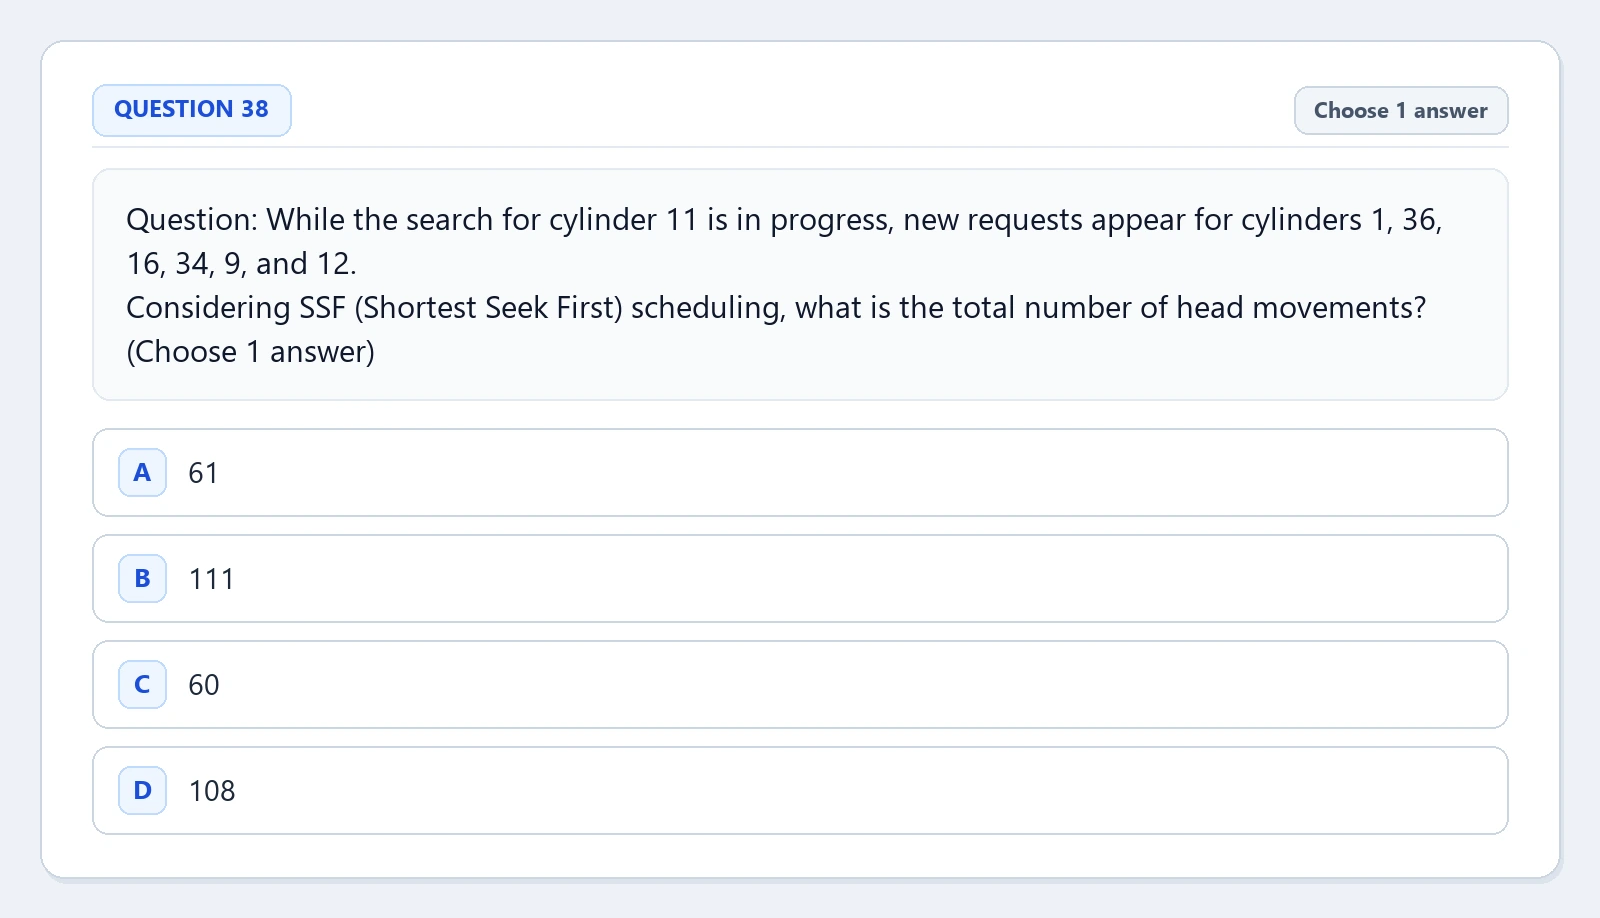 QUESTION 38
Choose 1 answer
Question: While the search for cylinder 11 is in progress, new requests appear for cylinders 1, 36,
16, 34, 9, and 12.
Considering SSF (Shortest Seek First) scheduling, what is the total number of head movements?
(Choose 1 answer)
A 61
B 111
C 60
D 108